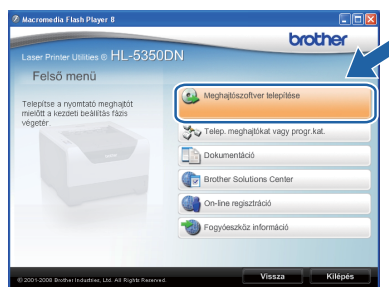 Macromedia Flash Player 8
brother
Laser Printer Utilities HL-5350DN
Felső menü
Telepítse a nyomtató meghajtót
mielőtt a kezdeti beállítás fázis
végetér.
Meghajtószoftver telepítése
Telep. meghajtókat vagy progr.kat.
Dokumentáció
Brother Solutions Center
On-line regisztráció
Fogyóeszköz információ
© 2001-2008 Brother Industries, Ltd. All Rights Reserved.
Vissza
Kilépés